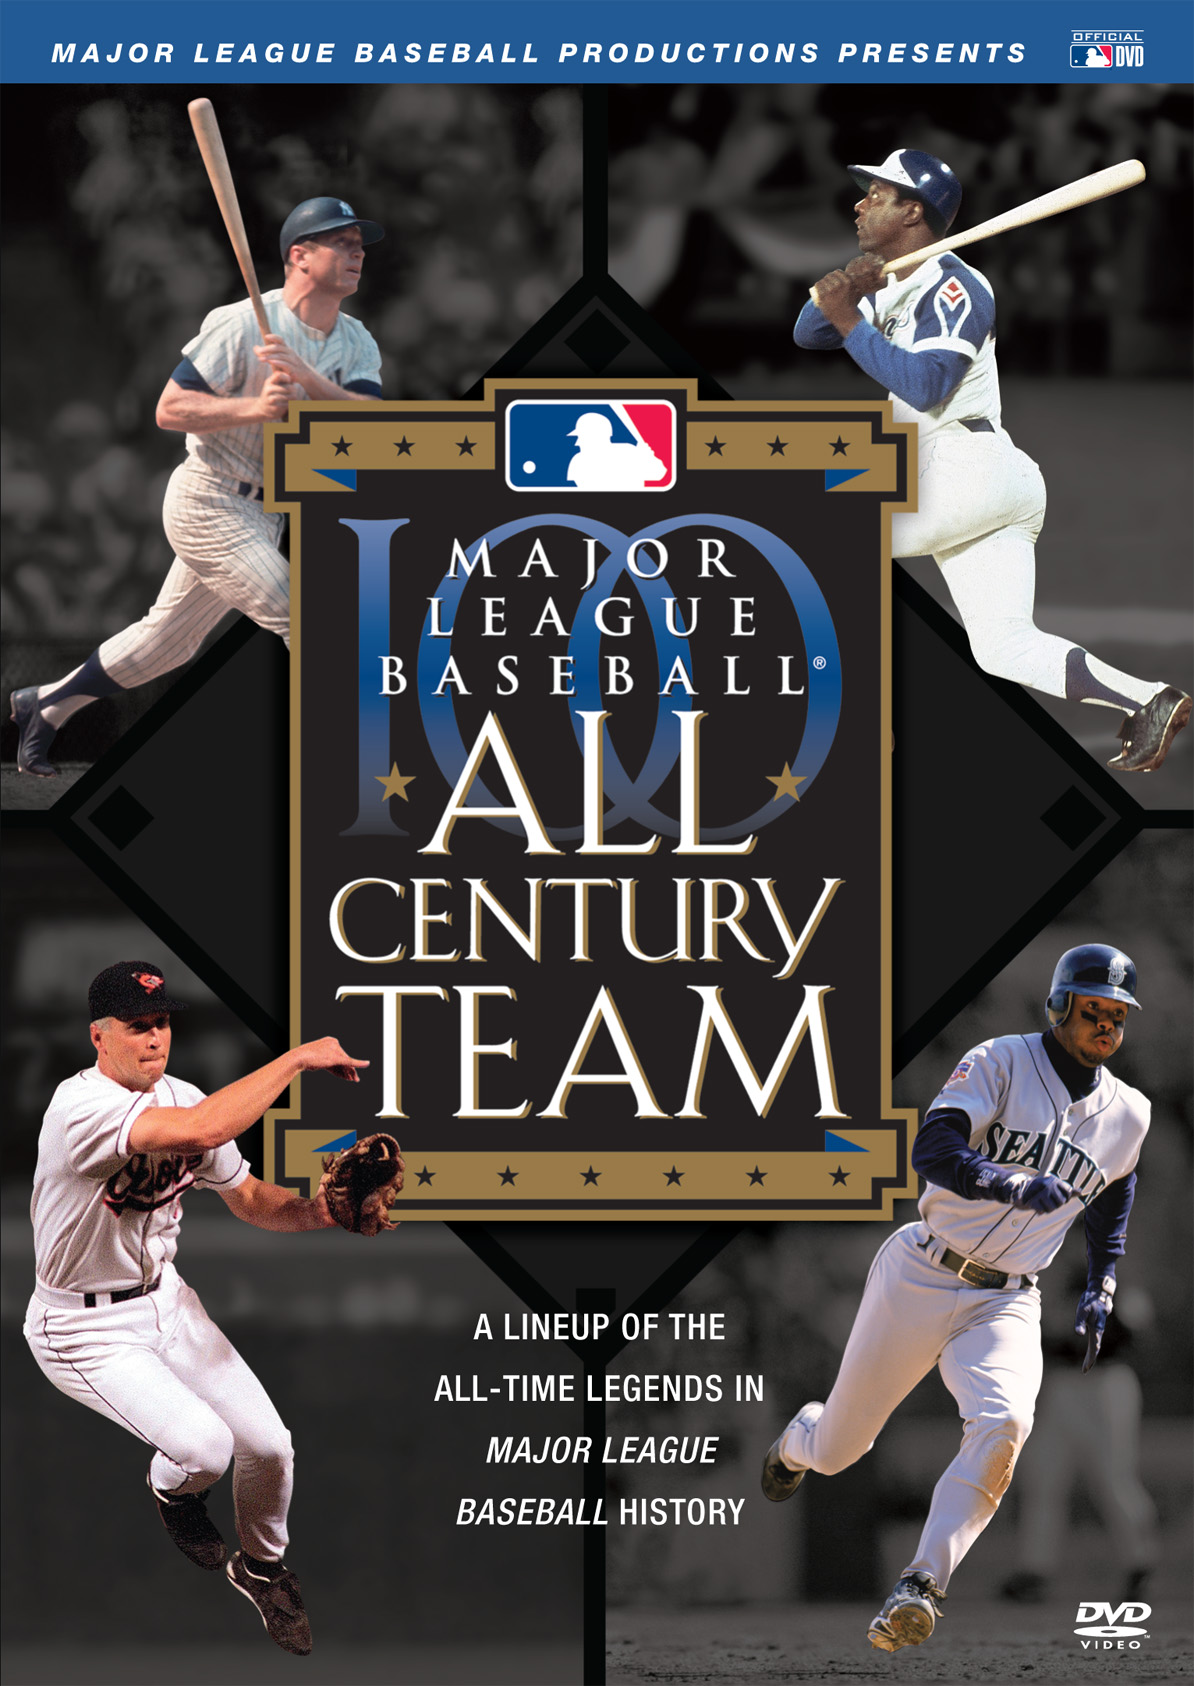 MAJOR LEAGUE BASEBALL PRODUCTIONS PRESENTS
OFFICIAL
DVD
100
MAJOR
LEAGUE
BASEBALL®
ALL
CENTURY
TEAM
SEATTLE
A LINEUP OF THE
ALL-TIME LEGENDS IN
MAJOR LEAGUE
BASEBALL HISTORY
DVD
VIDEO™